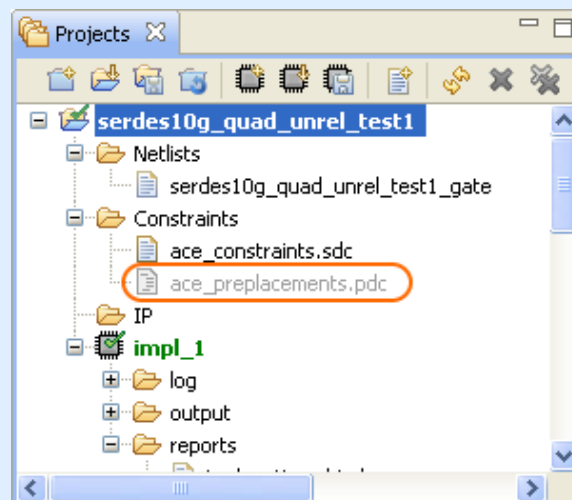 Projects
serdes10g_quad_unrel_test1
Netlists
serdes10g_quad_unrel_test1_gate
Constraints
ace_constraints.sdc
ace_preplacements.pdc
IP
impl_1
log
output
reports